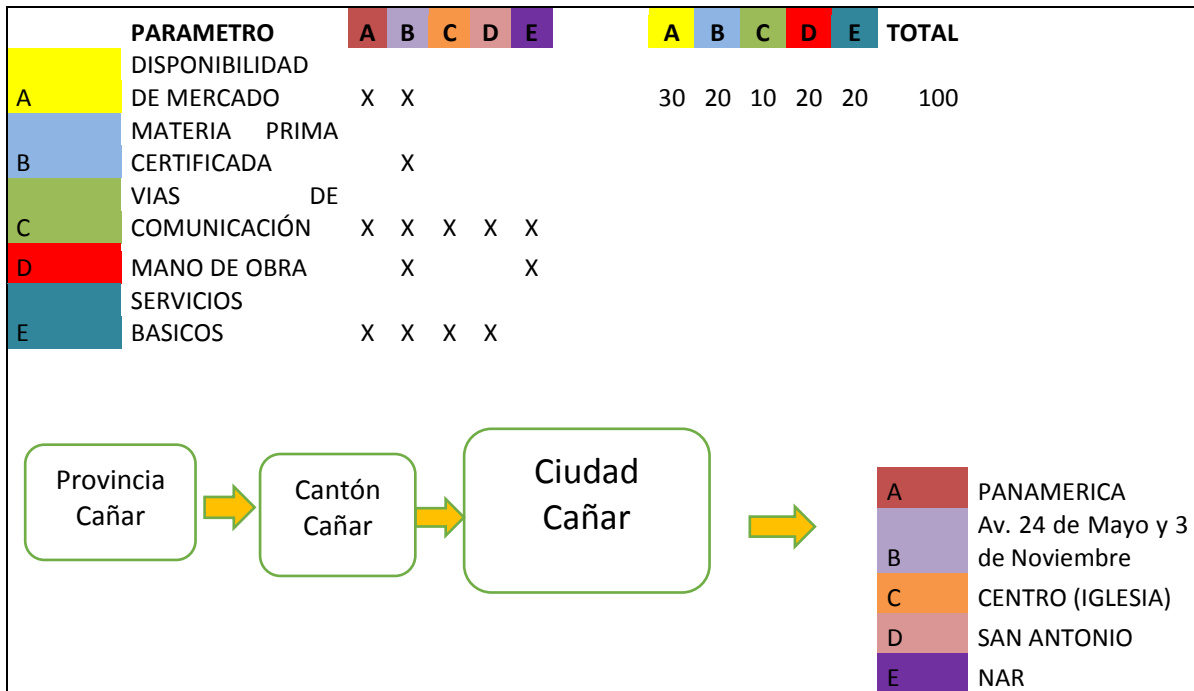 PARAMETRO A B C D E A B C D E TOTAL
DISPONIBILIDAD
A DE MERCADO X X 30 20 10 20 20 100
MATERIA PRIMA
B CERTIFICADA X
VIAS DE
C COMUNICACIÓN X X X X X
D MANO DE OBRA X X
SERVICIOS
E BASICOS X X X X
Provincia
Cañar
Cantón
Cañar
Ciudad
Cañar
A PANAMERICA
Av. 24 de Mayo y 3
B de Noviembre
C CENTRO (IGLESIA)
D SAN ANTONIO
E NAR